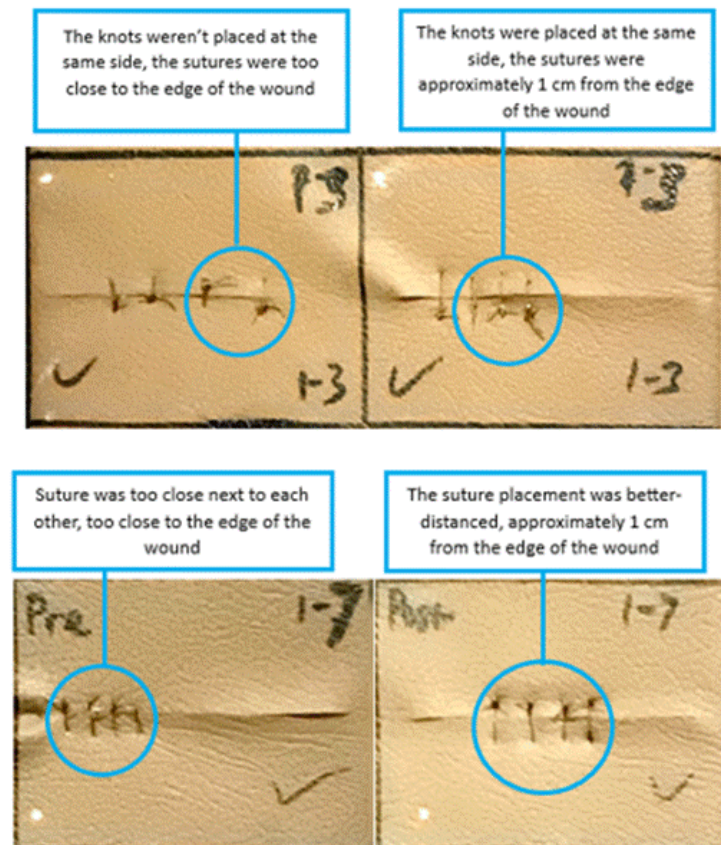 The knots weren't placed at the
same side, the sutures were too
close to the edge of the wound
The knots were placed at the same
side, the sutures were
approximately 1 cm from the edge
of the wound
1-3
1-3
Suture was too close next to each
other, too close to the edge of the
wound
The suture placement was better-
distanced, approximately 1 cm
from the edge of the wound
Pre
Post
1-7